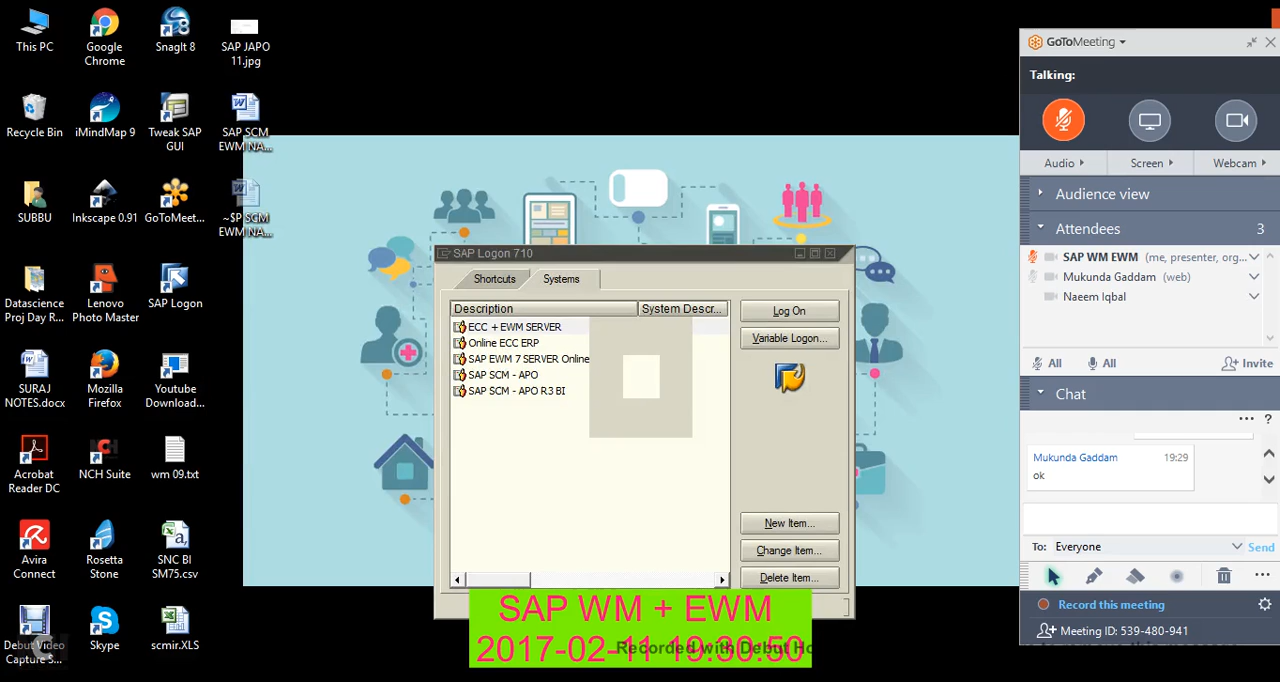 This PC
Google
Chrome
SnagIt 8
SAP JAPO
11.jpg
Recycle Bin
iMindMap 9
Tweak SAP
GUI
SAP SCM
EWM NA...
SUBBU
Inkscape 0.91
GoToMeet...
~$P SCM
EWM NA...
Datascience
Proj Day R...
Lenovo
Photo Master
SAP Logon
SURAJ
NOTES.docx
Mozilla
Firefox
Youtube
Download...
Acrobat
Reader DC
NCH Suite
wm 09.txt
Avira
Connect
Rosetta
Stone
SNC BI
SM75.csv
Debut Video
Capture S...
Skype
scmir.XLS
SAP Logon 710
Shortcuts
Systems
Description
System Descr...
ECC + EWM SERVER
Online ECC ERP
SAP EWM 7 SERVER Online
SAP SCM - APO
SAP SCM - APO R3 BI
Log On
Variable Logon...
New Item...
Change Item...
Delete Item...
SAP WM + EWM
2017-02-11 19:30:50
Recorded with Debut Ho
GoToMeeting
Talking:
Audio
Screen
Webcam
Audience view
Attendees 3
SAP WM EWM (me, presenter, org...
Mukunda Gaddam (web)
Naeem Iqbal
All
All
Invite
Chat
... ?
Mukunda Gaddam 19:29
ok
To: Everyone
Send
Record this meeting
Meeting ID: 539-480-941